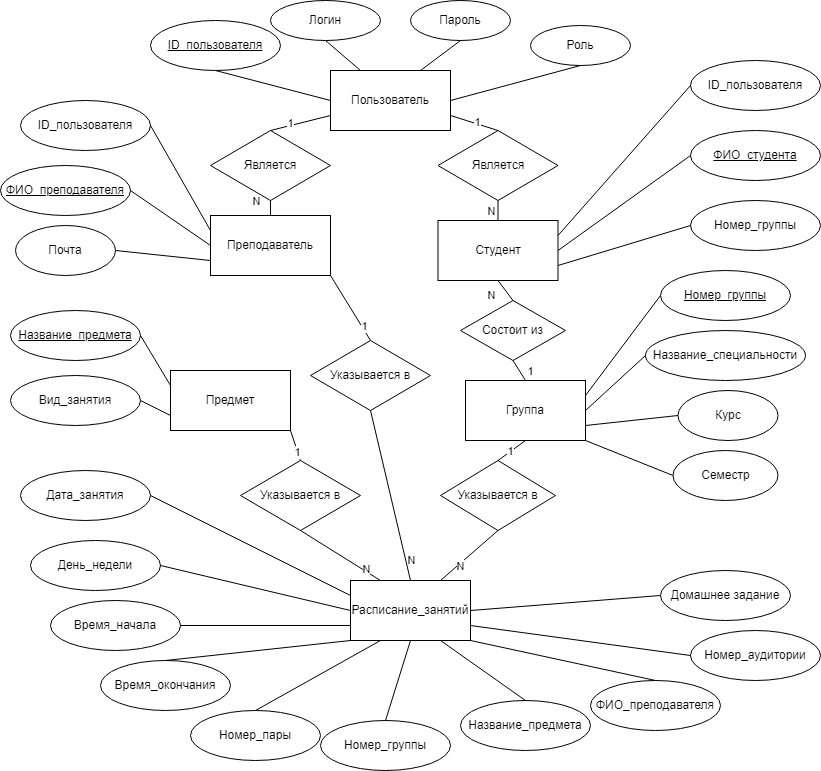 Логин
Пароль
ID_пользователя
Роль
Пользователь
ID_пользователя
1
1
ID_пользователя
ФИО_студента
Является
Является
ФИО_преподавателя
N
N
Номер_группы
Преподаватель
Студент
Почта
N
Номер_группы
1
Состоит из
Название_предмета
Название_специальности
1
Указывается в
Предмет
Вид_занятия
Группа
Курс
1
1
Семестр
Дата_занятия
Указывается в
Указывается в
День_недели
N
N
N
Расписание_занятий
Домашнее задание
Время_начала
Номер_аудитории
Время_окончания
ФИО_преподавателя
Название_предмета
Номер_пары
Номер_группы